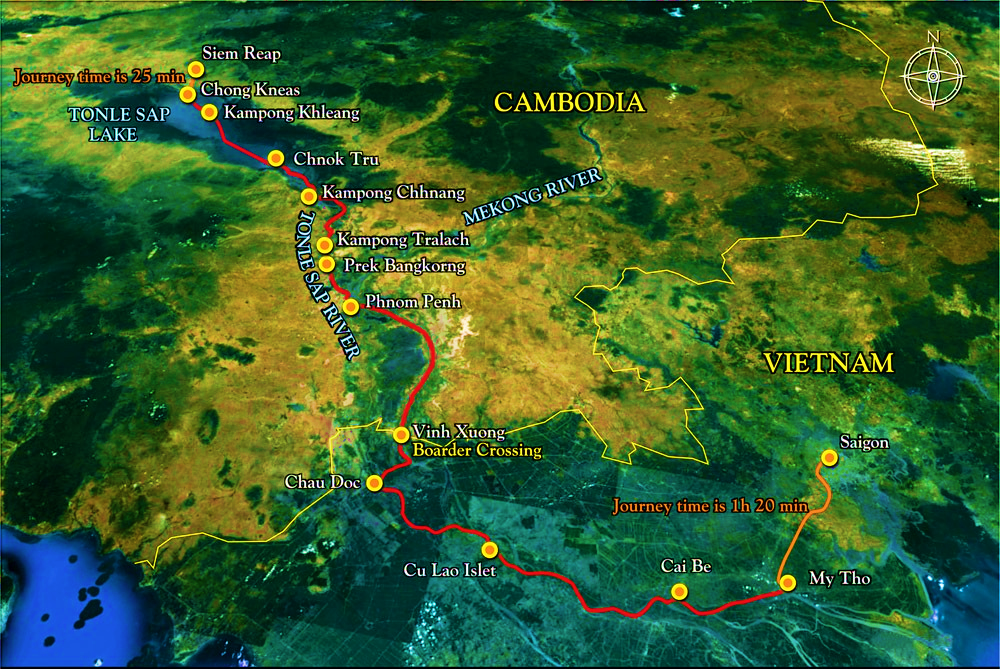 N
Siem Reap
Journey time is 25 min
Chong Kneas
CAMBODIA
TONLE SAP
LAKE
Kampong Khleang
Chnok Tru
Kampong Chhnang
MEKONG RIVER
TONLE SAP RIVER
Kampong Tralach
Prek Bangkorng
Phnom Penh
VIETNAM
Vinh Xuong
Boarder Crossing
Saigon
Chau Doc
Journey time is 1h 20 min
Cu Lao Islet
Cai Be
My Tho